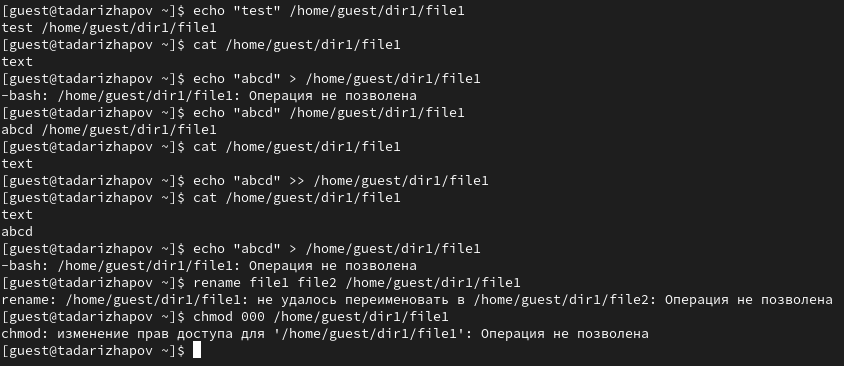 [guest@tadarizhapov ~]$ echo "test" /home/guest/dir1/file1
test /home/guest/dir1/file1
[guest@tadarizhapov ~]$ cat /home/guest/dir1/file1
text
[guest@tadarizhapov ~]$ echo "abcd" > /home/guest/dir1/file1
-bash: /home/guest/dir1/file1: Операция не позволена
[guest@tadarizhapov ~]$ echo "abcd" /home/guest/dir1/file1
abcd /home/guest/dir1/file1
[guest@tadarizhapov ~]$ cat /home/guest/dir1/file1
text
[guest@tadarizhapov ~]$ echo "abcd" >> /home/guest/dir1/file1
[guest@tadarizhapov ~]$ cat /home/guest/dir1/file1
text
abcd
[guest@tadarizhapov ~]$ echo "abcd" > /home/guest/dir1/file1
-bash: /home/guest/dir1/file1: Операция не позволена
[guest@tadarizhapov ~]$ rename file1 file2 /home/guest/dir1/file1
rename: /home/guest/dir1/file1: не удалось переименовать в /home/guest/dir1/file2: Операция не позволена
[guest@tadarizhapov ~]$ chmod 000 /home/guest/dir1/file1
chmod: изменение прав доступа для '/home/guest/dir1/file1': Операция не позволена
[guest@tadarizhapov ~]$